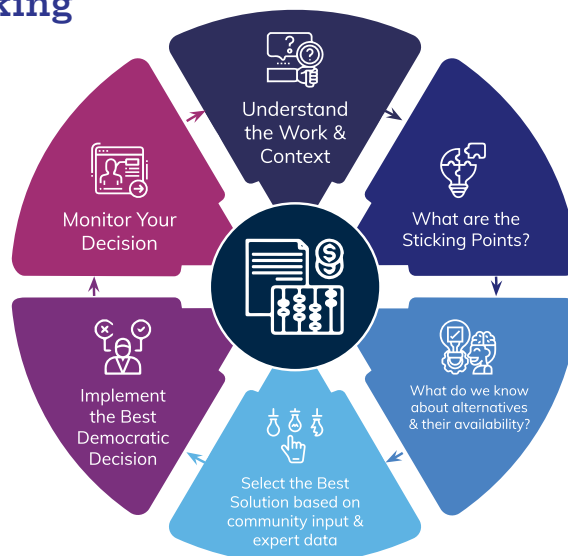 king
Understand
the Work &
Context
What are the
Sticking Points?
What do we know
about alternatives
& their availability?
Select the Best
Solution based on
community input &
expert data
Implement
the Best
Democratic
Decision
Monitor Your
Decision